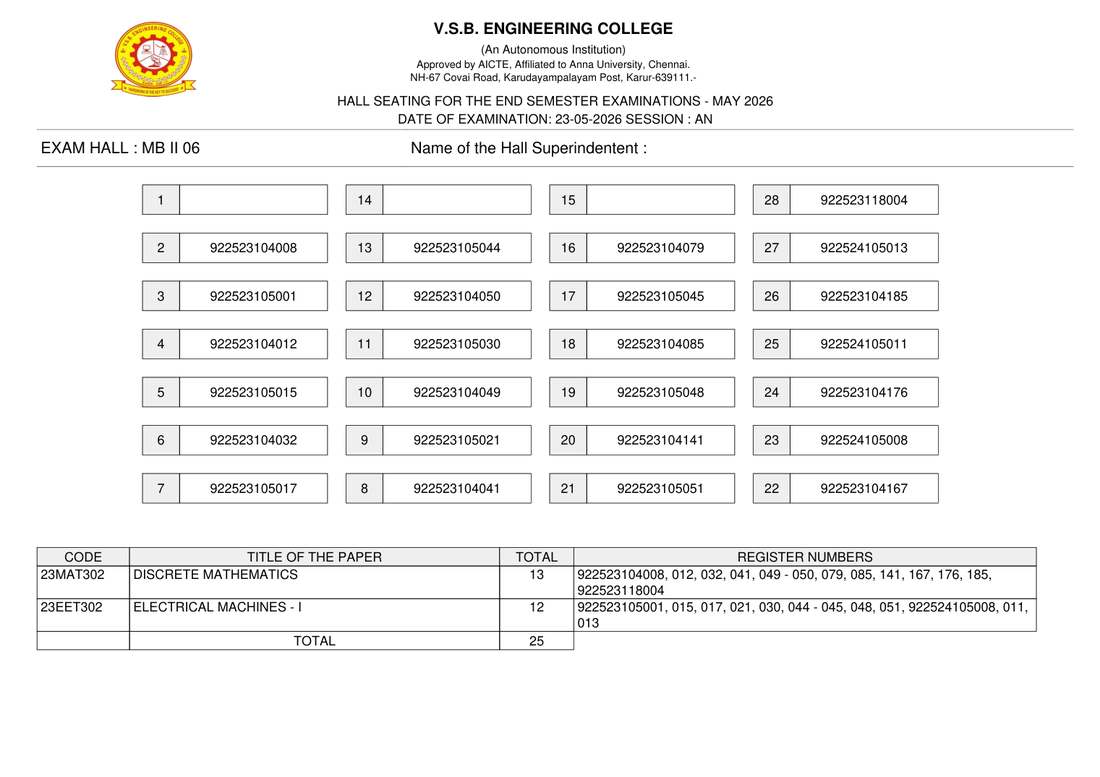 V.S.B. ENGINEERING COLLEGE
(An Autonomous Institution)
Approved by AICTE, Affiliated to Anna University, Chennai.
NH-67 Covai Road, Karudayampalayam Post, Karur-639111.-
HALL SEATING FOR THE END SEMESTER EXAMINATIONS - MAY 2026
DATE OF EXAMINATION: 23-05-2026 SESSION : AN
EXAM HALL : MB II 06 Name of the Hall Superindentent :
1 14 15 28 922523118004
2 922523104008 13 922523105044 16 922523104079 27 922524105013
3 922523105001 12 922523104050 17 922523105045 26 922523104185
4 922523104012 11 922523105030 18 922523104085 25 922524105011
5 922523105015 10 922523104049 19 922523105048 24 922523104176
6 922523104032 9 922523105021 20 922523104141 23 922524105008
7 922523105017 8 922523104041 21 922523105051 22 922523104167
CODE TITLE OF THE PAPER TOTAL REGISTER NUMBERS
23MAT302 DISCRETE MATHEMATICS 13 922523104008, 012, 032, 041, 049 - 050, 079, 085, 141, 167, 176, 185,
922523118004
23EET302 ELECTRICAL MACHINES - I 12 922523105001, 015, 017, 021, 030, 044 - 045, 048, 051, 922524105008, 011,
013
TOTAL 25